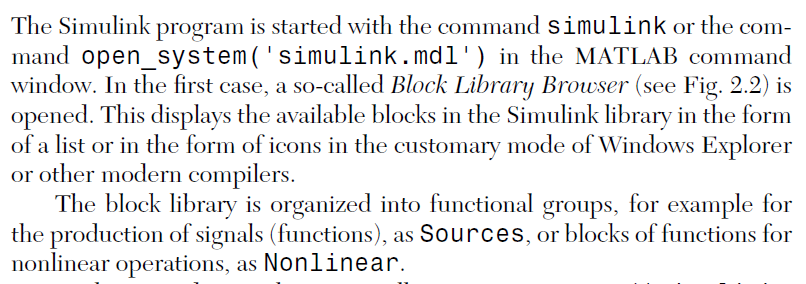 The Simulink program is started with the command simulink or the com-
mand open_system('simulink.mdl') in the MATLAB command
window. In the first case, a so-called Block Library Browser (see Fig. 2.2) is
opened. This displays the available blocks in the Simulink library in the form
of a list or in the form of icons in the customary mode of Windows Explorer
or other modern compilers.
The block library is organized into functional groups, for example for
the production of signals (functions), as Sources, or blocks of functions for
nonlinear operations, as Nonlinear.